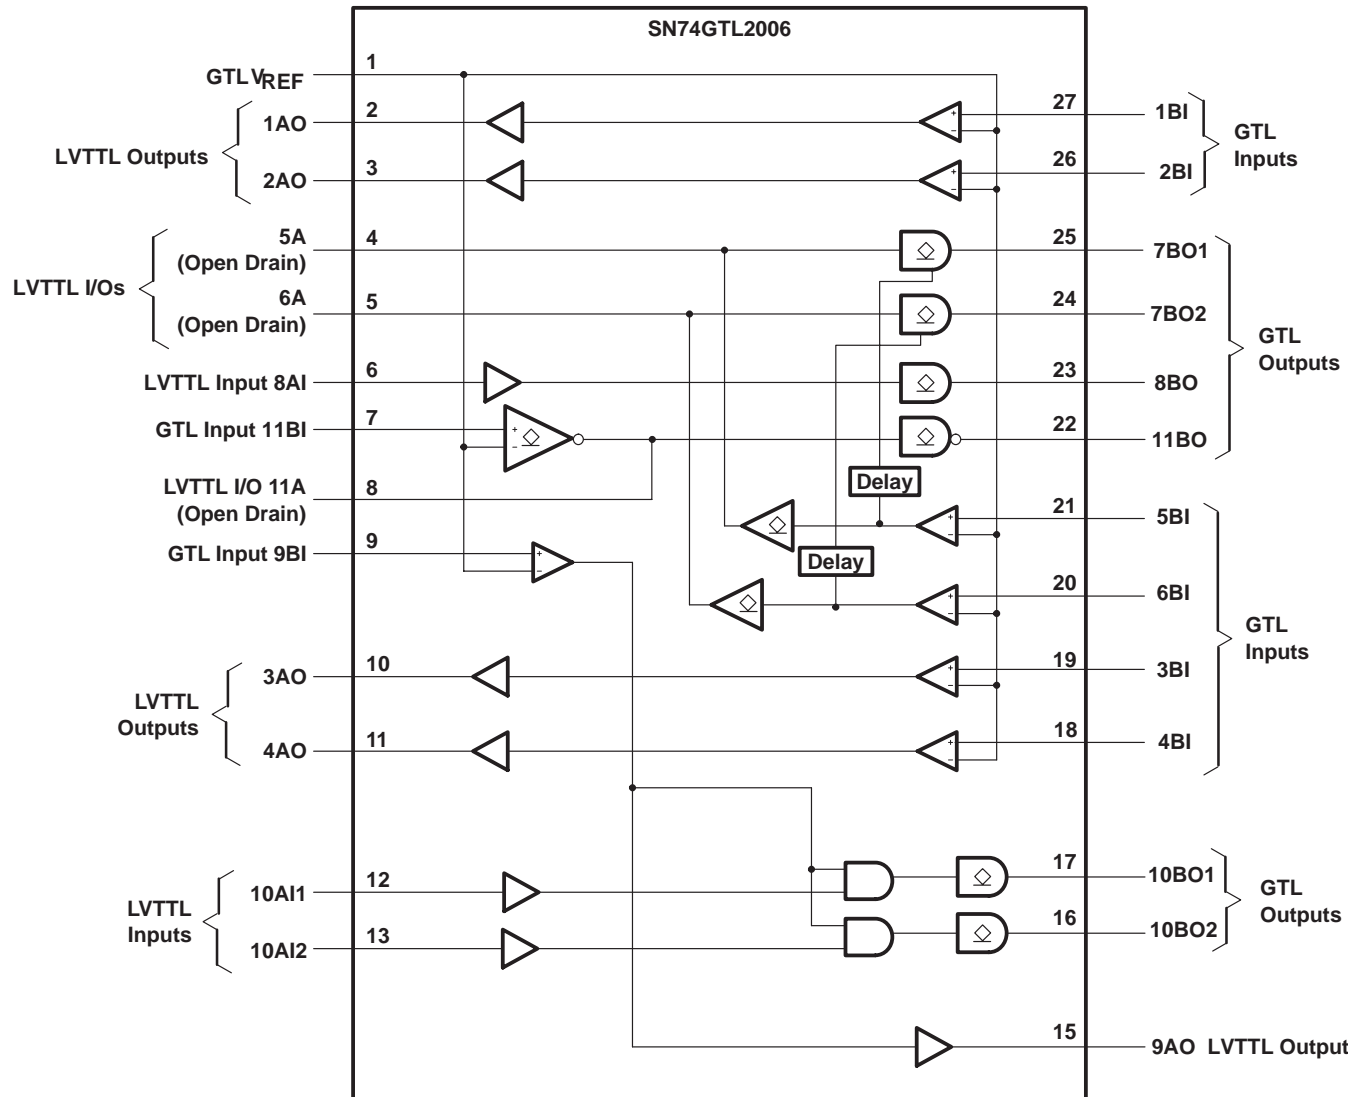 SN74GTL2006
GTLVREF
1
1AO
2
LVTTL Outputs
2AO
3
27
1BI
GTL
Inputs
26
2BI
5A
(Open Drain)
4
LVTTL I/Os
6A
(Open Drain)
5
25
7BO1
24
7BO2
GTL
Outputs
LVTTL Input 8AI
6
23
8BO
GTL Input 11BI
7
22
11BO
LVTTL I/O 11A
(Open Drain)
8
Delay
21
5BI
GTL Input 9BI
9
Delay
20
6BI
GTL
Inputs
3AO
10
LVTTL
Outputs
4AO
11
19
3BI
18
4BI
10AI1
12
LVTTL
Inputs
10AI2
13
17
10BO1
GTL
Outputs
16
10BO2
15
9AO LVTTL Output